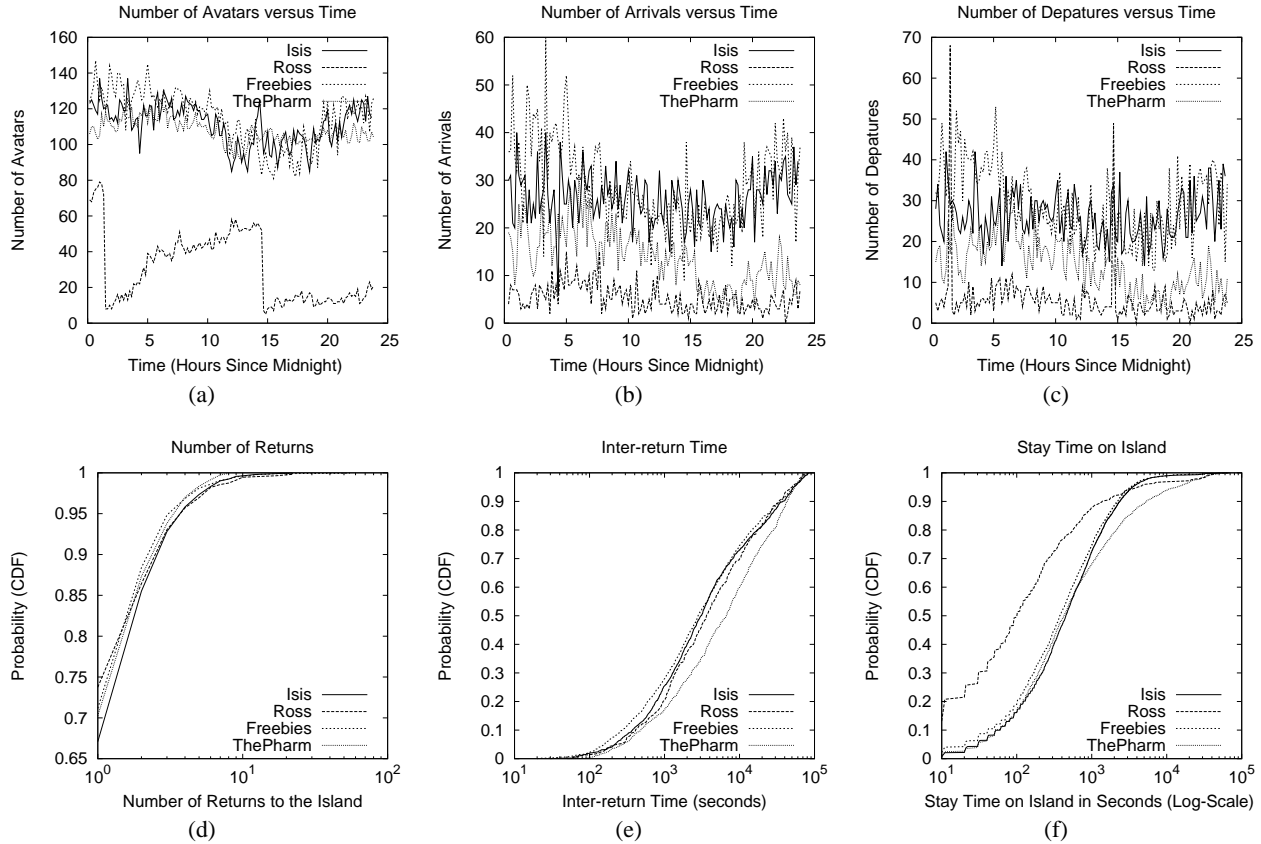 Number of Avatars versus Time
160
140
120
100
80
60
40
20
0
0 5 10 15 20 25
Number of Avatars
Time (Hours Since Midnight)
Isis
Ross
Freebies
ThePharm
(a)
Number of Arrivals versus Time
60
50
40
30
20
10
0
0 5 10 15 20 25
Number of Arrivals
Time (Hours Since Midnight)
Isis
Ross
Freebies
ThePharm
(b)
Number of Depatures versus Time
70
60
50
40
30
20
10
0
0 5 10 15 20 25
Number of Depatures
Time (Hours Since Midnight)
Isis
Ross
Freebies
ThePharm
(c)
Number of Returns
1
0.95
0.9
0.85
0.8
0.75
0.7
0.65
10^0 10^1 10^2
Probability (CDF)
Number of Returns to the Island
Isis
Ross
Freebies
ThePharm
(d)
Inter-return Time
1
0.9
0.8
0.7
0.6
0.5
0.4
0.3
0.2
0.1
0
10^1 10^2 10^3 10^4 10^5
Probability (CDF)
Inter-return Time (seconds)
Isis
Ross
Freebies
ThePharm
(e)
Stay Time on Island
1
0.9
0.8
0.7
0.6
0.5
0.4
0.3
0.2
0.1
0
10^1 10^2 10^3 10^4 10^5
Probability (CDF)
Stay Time on Island in Seconds (Log-Scale)
Isis
Ross
Freebies
ThePharm
(f)